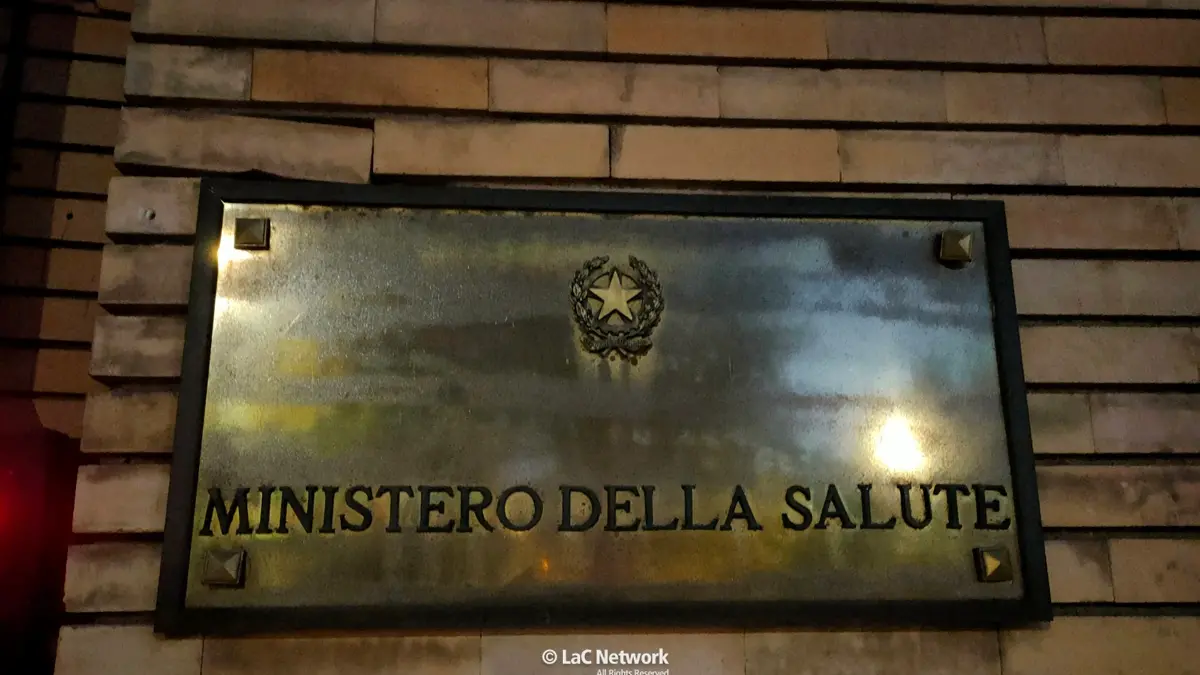 MINISTERO DELLA SALUTE
© LaC Network
All Rights Reserved